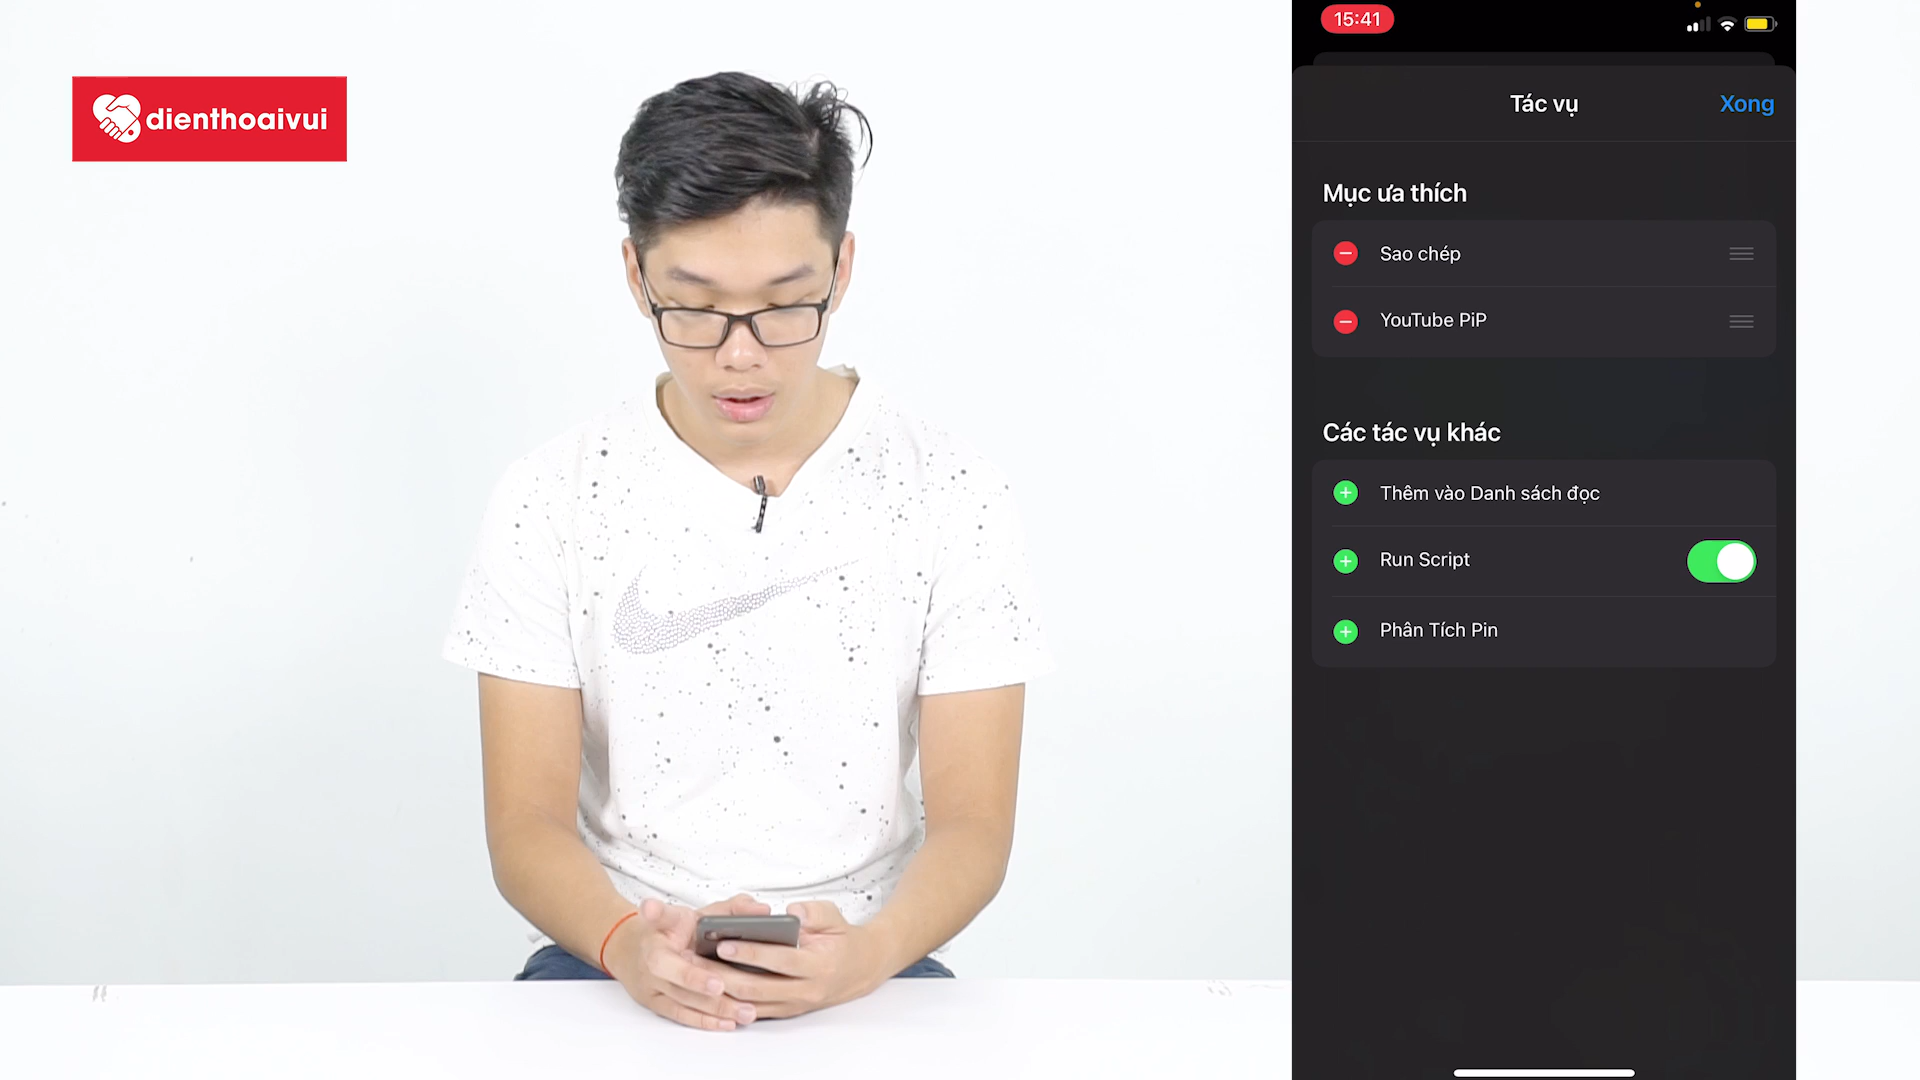 dienthoaivui
15:41
Tác vụ
Xong
Mục ưa thích
Sao chép
YouTube PiP
Các tác vụ khác
Thêm vào Danh sách đọc
Run Script
Phân Tích Pin